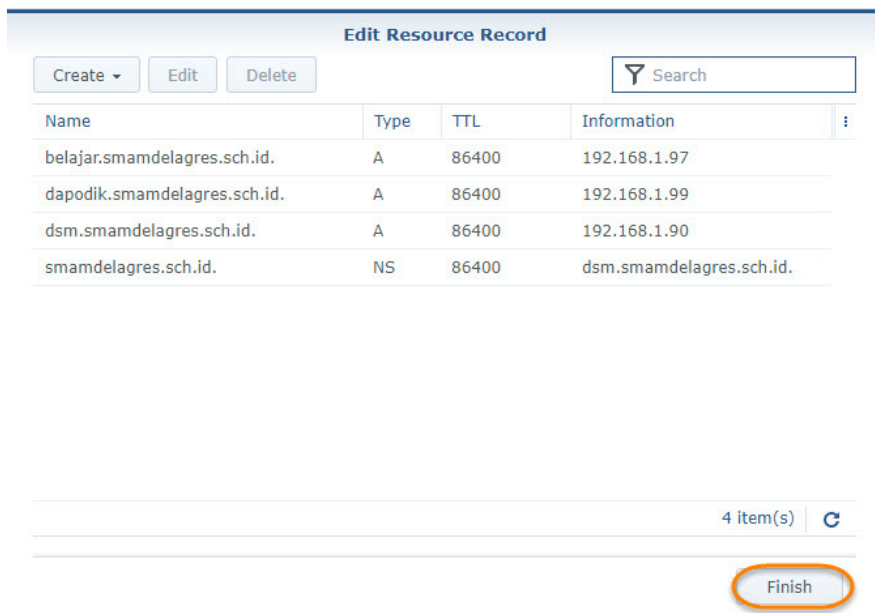 Edit Resource Record
Create Edit Delete Search
Name Type TTL Information
belajar.smamdelagres.sch.id. A 86400 192.168.1.97
dapodik.smamdelagres.sch.id. A 86400 192.168.1.99
dsm.smamdelagres.sch.id. A 86400 192.168.1.90
smamdelagres.sch.id. NS 86400 dsm.smamdelagres.sch.id.
4 item(s)
Finish